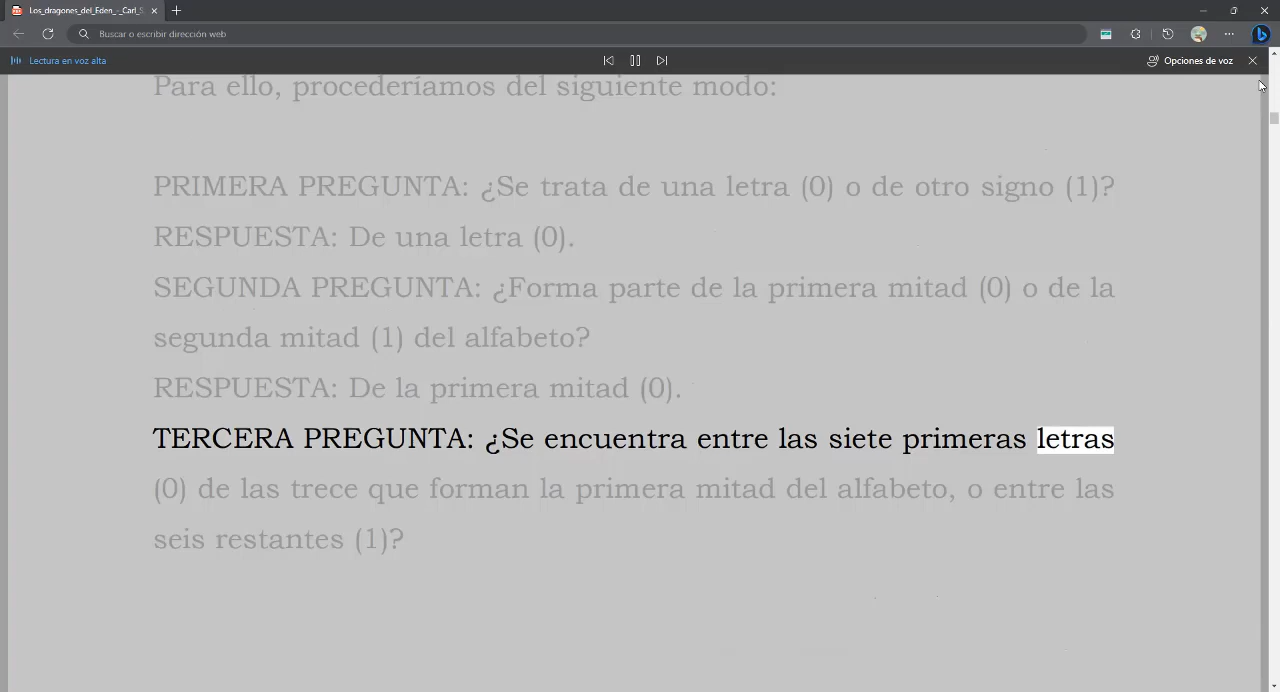 Los_dragones_del_Eden_-_Carl_S
Buscar o escribir dirección web
Lectura en voz alta
Opciones de voz
Para ello, procederíamos del siguiente modo:
PRIMERA PREGUNTA: ¿Se trata de una letra (0) o de otro signo (1)?
RESPUESTA: De una letra (0).
SEGUNDA PREGUNTA: ¿Forma parte de la primera mitad (0) o de la
segunda mitad (1) del alfabeto?
RESPUESTA: De la primera mitad (0).
TERCERA PREGUNTA: ¿Se encuentra entre las siete primeras letras
(0) de las trece que forman la primera mitad del alfabeto, o entre las
seis restantes (1)?